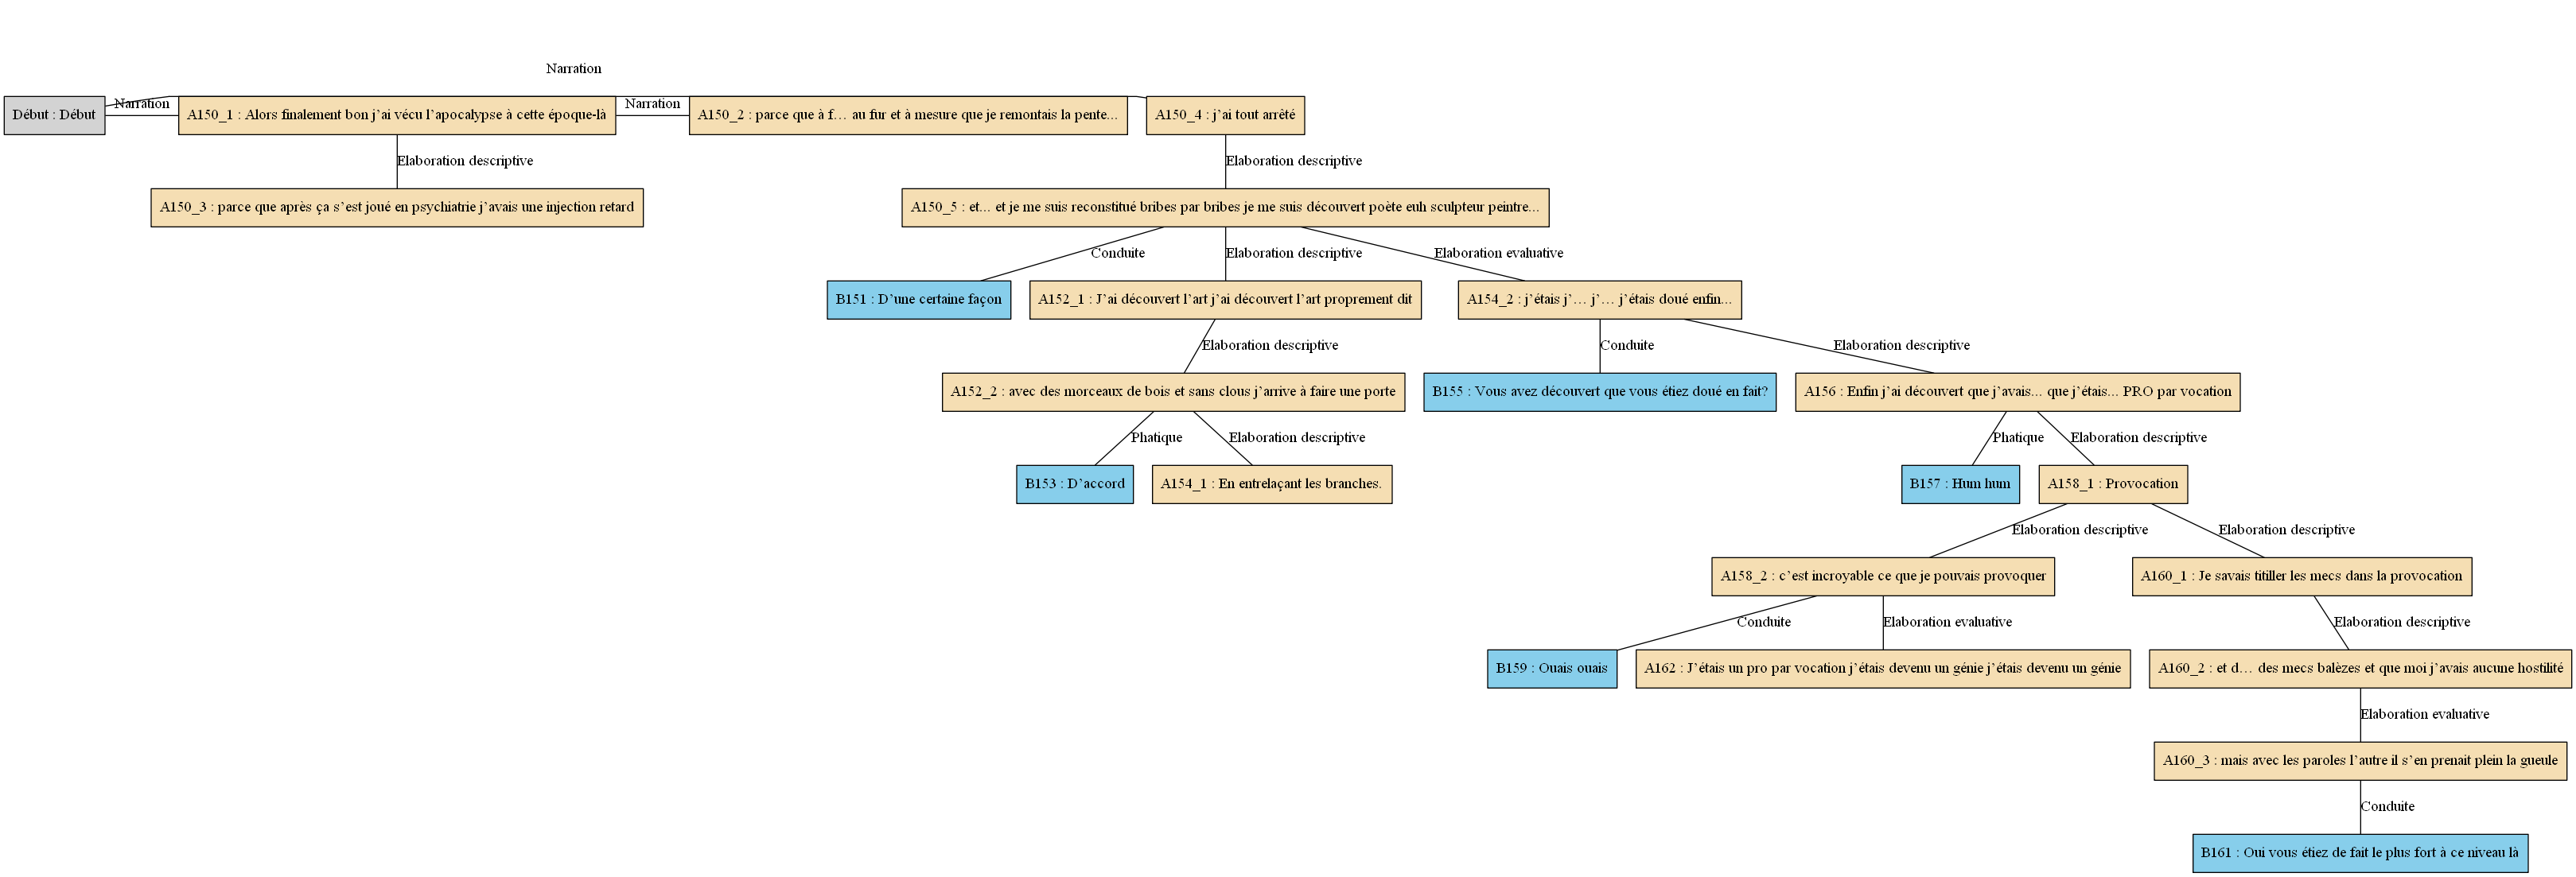 Narration
Début : Début
Narration
A150_1 : Alors finalement bon j’ai vécu l’apocalypse à cette époque-là
Narration
A150_2 : parce que à f… au fur et à mesure que je remontais la pente...
A150_4 : j’ai tout arrêté
Elaboration descriptive
Elaboration descriptive
A150_3 : parce que après ça s’est joué en psychiatrie j’avais une injection retard
A150_5 : et... et je me suis reconstitué bribes par bribes je me suis découvert poète euh sculpteur peintre...
Conduite
Elaboration descriptive
Elaboration evaluative
B151 : D’une certaine façon
A152_1 : J’ai découvert l’art j’ai découvert l’art proprement dit
A154_2 : j’étais j’… j’… j’étais doué enfin...
Elaboration descriptive
Conduite
Elaboration descriptive
A152_2 : avec des morceaux de bois et sans clous j’arrive à faire une porte
B155 : Vous avez découvert que vous étiez doué en fait?
A156 : Enfin j’ai découvert que j’avais... que j’étais... PRO par vocation
Phatique
Elaboration descriptive
Phatique
Elaboration descriptive
B153 : D’accord
A154_1 : En entrelaçant les branches.
B157 : Hum hum
A158_1 : Provocation
Elaboration descriptive
Elaboration descriptive
A158_2 : c’est incroyable ce que je pouvais provoquer
A160_1 : Je savais titiller les mecs dans la provocation
Conduite
Elaboration evaluative
Elaboration descriptive
B159 : Ouais ouais
A162 : J’étais un pro par vocation j’étais devenu un génie j’étais devenu un génie
A160_2 : et d… des mecs balèzes et que moi j’avais aucune hostilité
Elaboration evaluative
A160_3 : mais avec les paroles l’autre il s’en prenait plein la gueule
Conduite
B161 : Oui vous étiez de fait le plus fort à ce niveau là